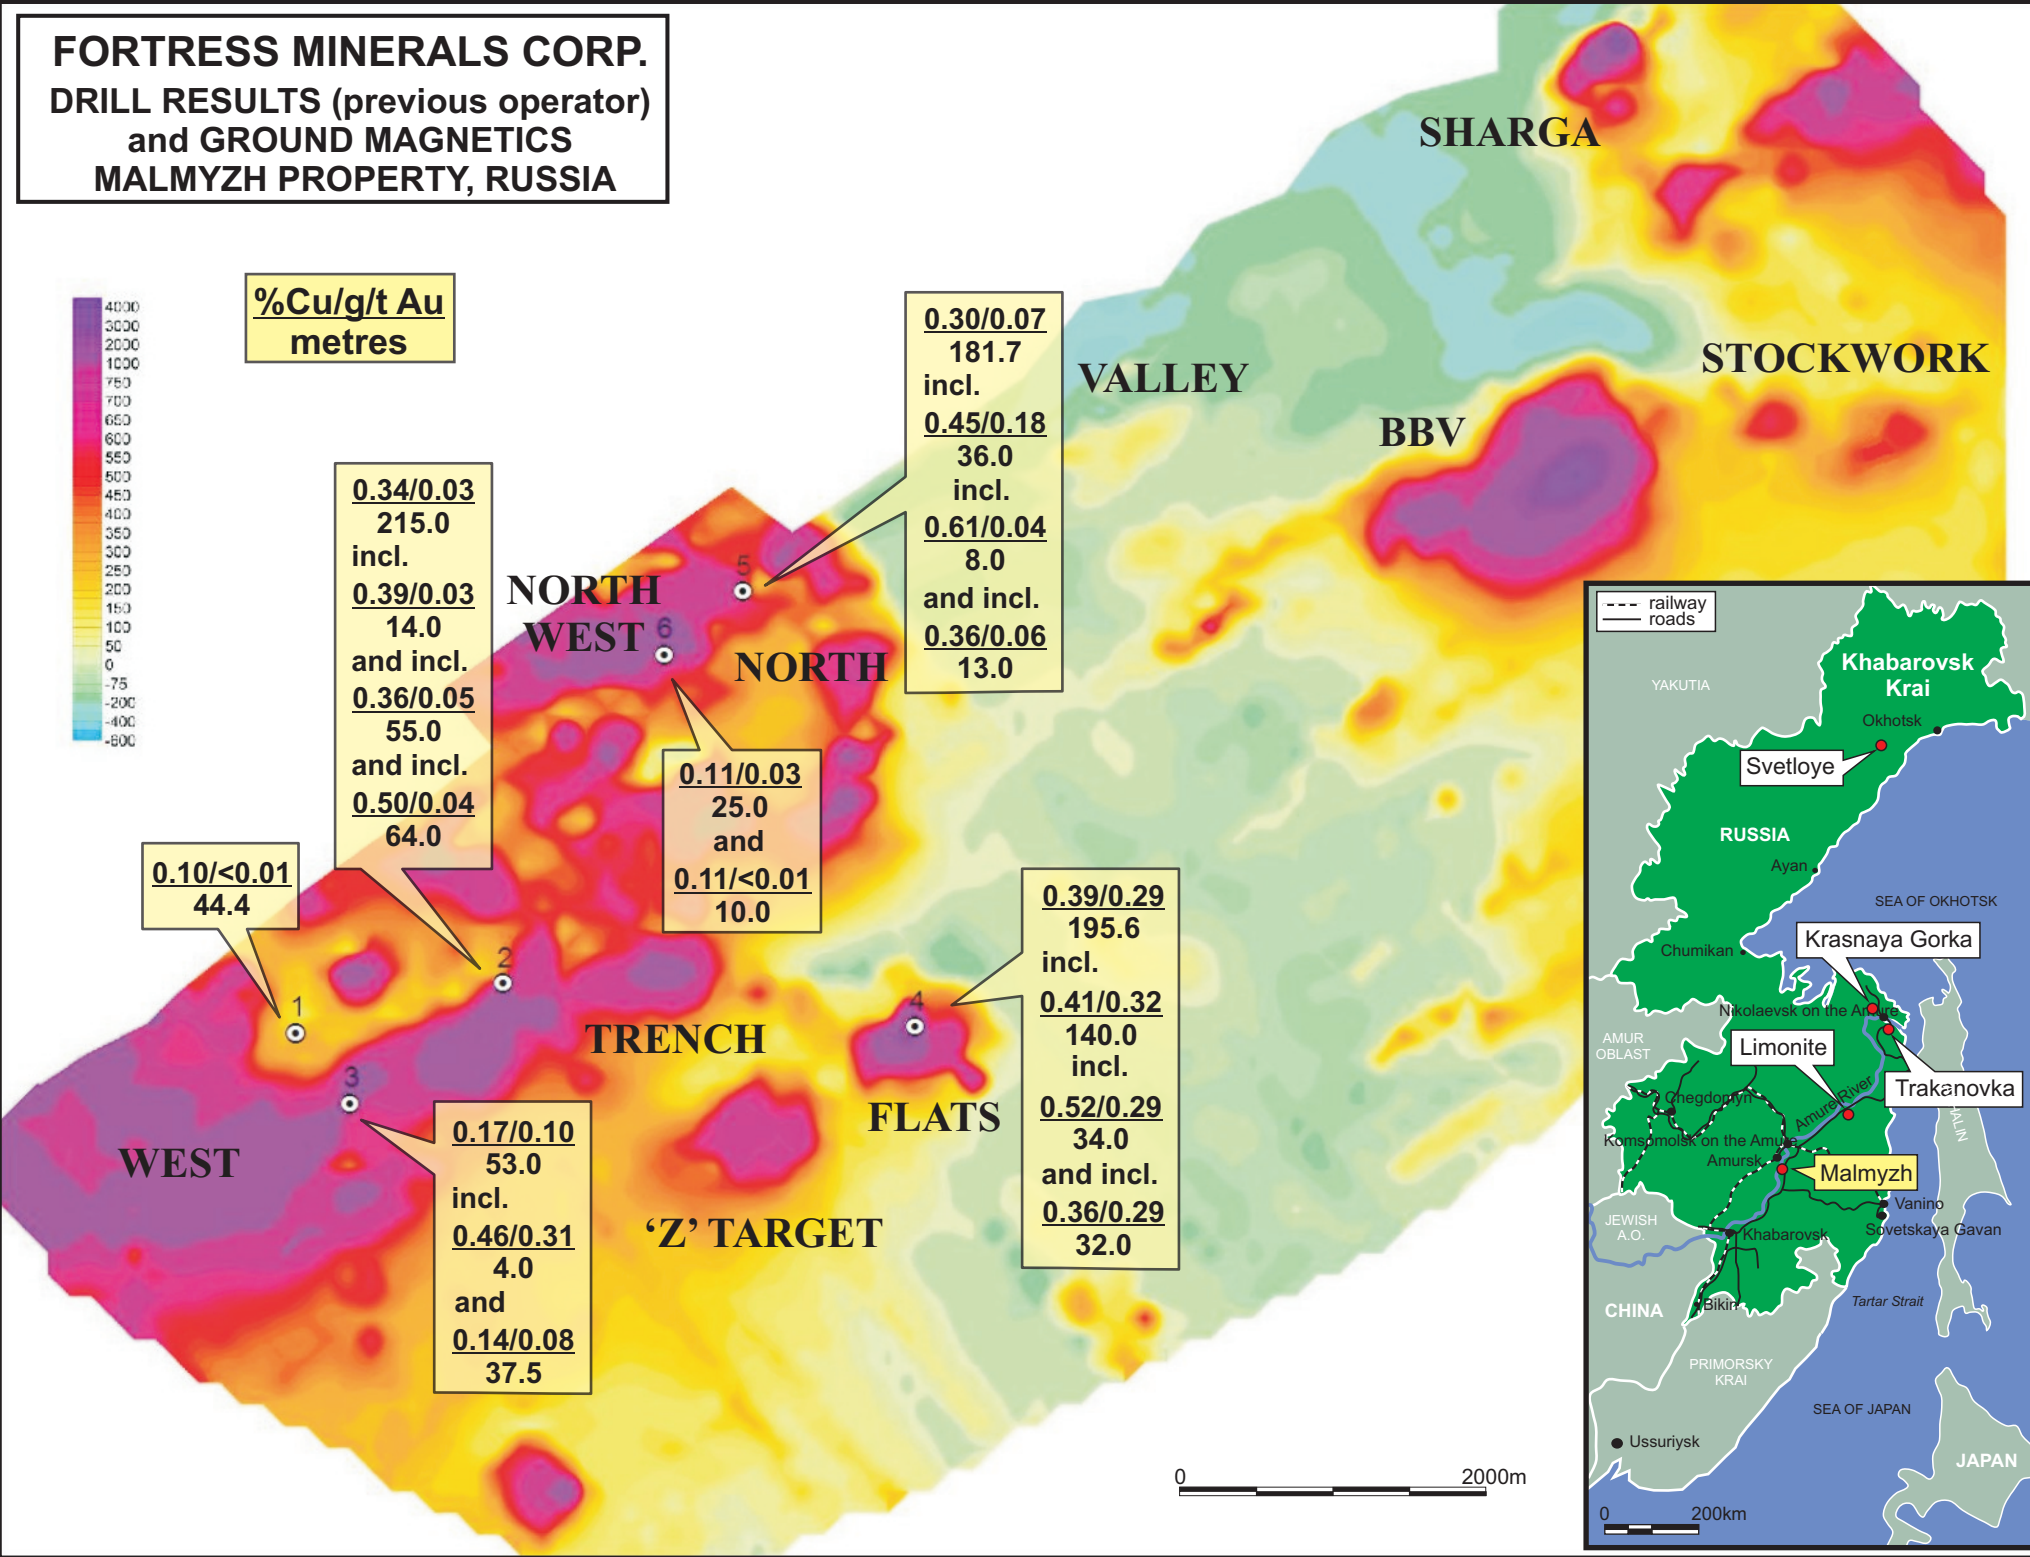 FORTRESS MINERALS CORP.
DRILL RESULTS (previous operator)
and GROUND MAGNETICS
MALMYZH PROPERTY, RUSSIA
%Cu/g/t Au
metres
4000
3000
2000
1000
750
700
650
600
550
500
450
400
350
300
250
200
150
100
50
0
-75
-200
-400
-600
SHARGA
STOCKWORK
VALLEY
BBV
NORTH
WEST
NORTH
TRENCH
FLATS
WEST
‘Z’ TARGET
0.30/0.07
181.7
incl.
0.45/0.18
36.0
incl.
0.61/0.04
8.0
and incl.
0.36/0.06
13.0
0.34/0.03
215.0
incl.
0.39/0.03
14.0
and incl.
0.36/0.05
55.0
and incl.
0.50/0.04
64.0
0.11/0.03
25.0
and
0.11/<0.01
10.0
0.10/<0.01
44.4
0.39/0.29
195.6
incl.
0.41/0.32
140.0
incl.
0.52/0.29
34.0
and incl.
0.36/0.29
32.0
0.17/0.10
53.0
incl.
0.46/0.31
4.0
and
0.14/0.08
37.5
5
6
2
1
3
4
0 2000m
railway
roads
Khabarovsk
Krai
YAKUTIA
Okhotsk
Svetloye
RUSSIA
Ayan
SEA OF OKHOTSK
Krasnaya Gorka
Chumikan
Nikolaevsk on the Amure
AMUR
OBLAST
Limonite
Trakanovka
Chegdomyn
Amure River
Komsomolsk on the Amure
Amursk
Malmyzh
Vanino
Sovetskaya Gavan
JEWISH
A.O.
Khabarovsk
Bikin
CHINA
Tartar Strait
PRIMORSKY
KRAI
SEA OF JAPAN
Ussuriysk
JAPAN
0 200km